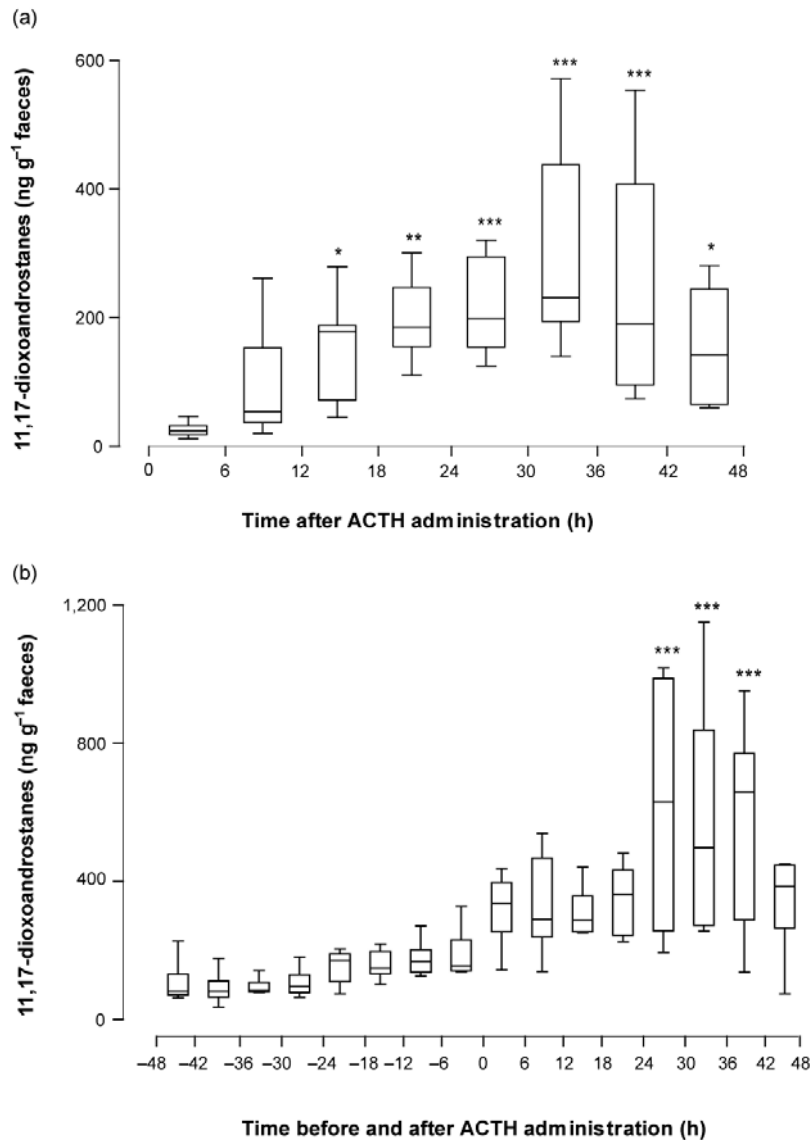 (a)
600
***
***
11,17-dioxoandrostanes (ng g⁻¹ faeces)
400
***
**
*
*
200
0
0 6 12 18 24 30 36 42 48
Time after ACTH administration (h)
(b)
1,200
***
***
***
11,17-dioxoandrostanes (ng g⁻¹ faeces)
800
400
0
–48 –42 –36 –30 –24 –18 –12 –6 0 6 12 18 24 30 36 42 48
Time before and after ACTH administration (h)